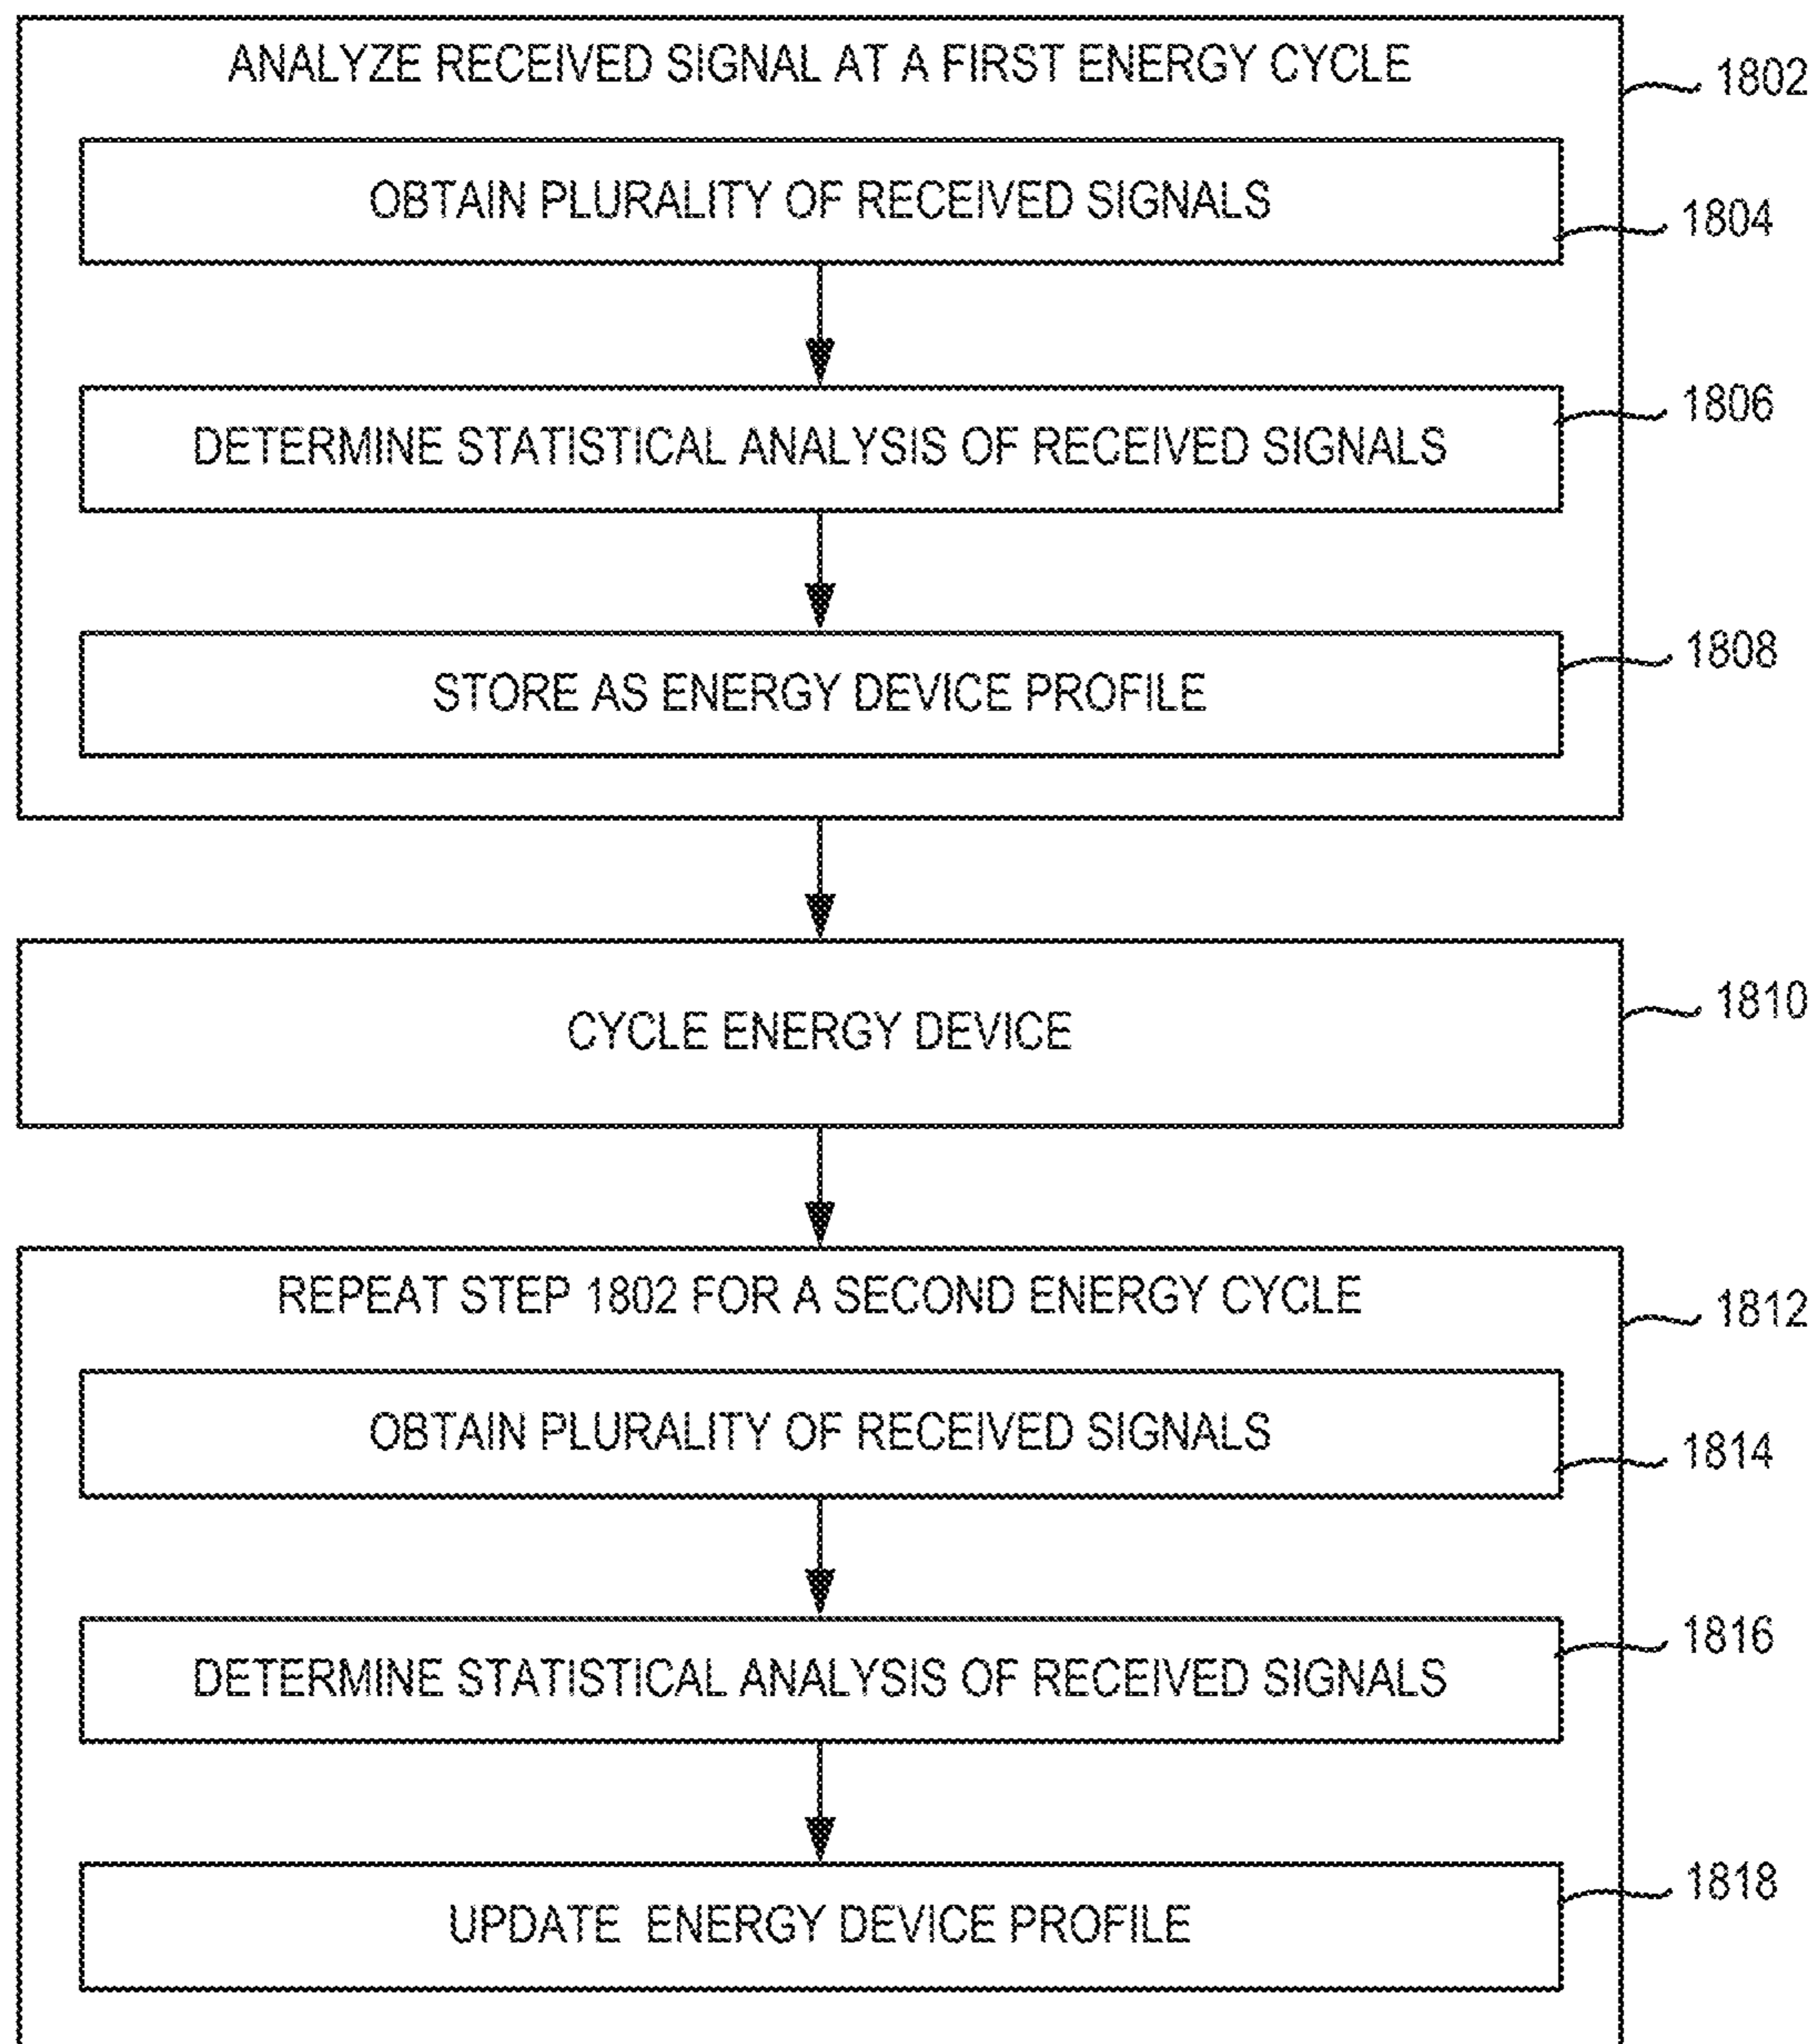 ANALYZE RECEIVED SIGNAL AT A FIRST ENERGY CYCLE
1802
OBTAIN PLURALITY OF RECEIVED SIGNALS
1804
DETERMINE STATISTICAL ANALYSIS OF RECEIVED SIGNALS
1806
STORE AS ENERGY DEVICE PROFILE
1808
CYCLE ENERGY DEVICE
1810
REPEAT STEP 1802 FOR A SECOND ENERGY CYCLE
1812
OBTAIN PLURALITY OF RECEIVED SIGNALS
1814
DETERMINE STATISTICAL ANALYSIS OF RECEIVED SIGNALS
1816
UPDATE ENERGY DEVICE PROFILE
1818